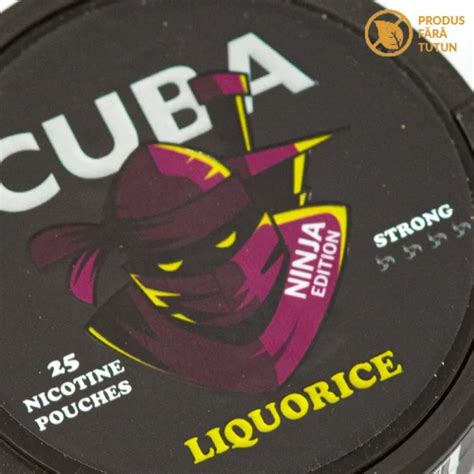 PRODUS
FĂRĂ
TUTUN
CUBA
NINJA
EDITION
STRONG
25
NICOTINE
POUCHES
LIQUORICE